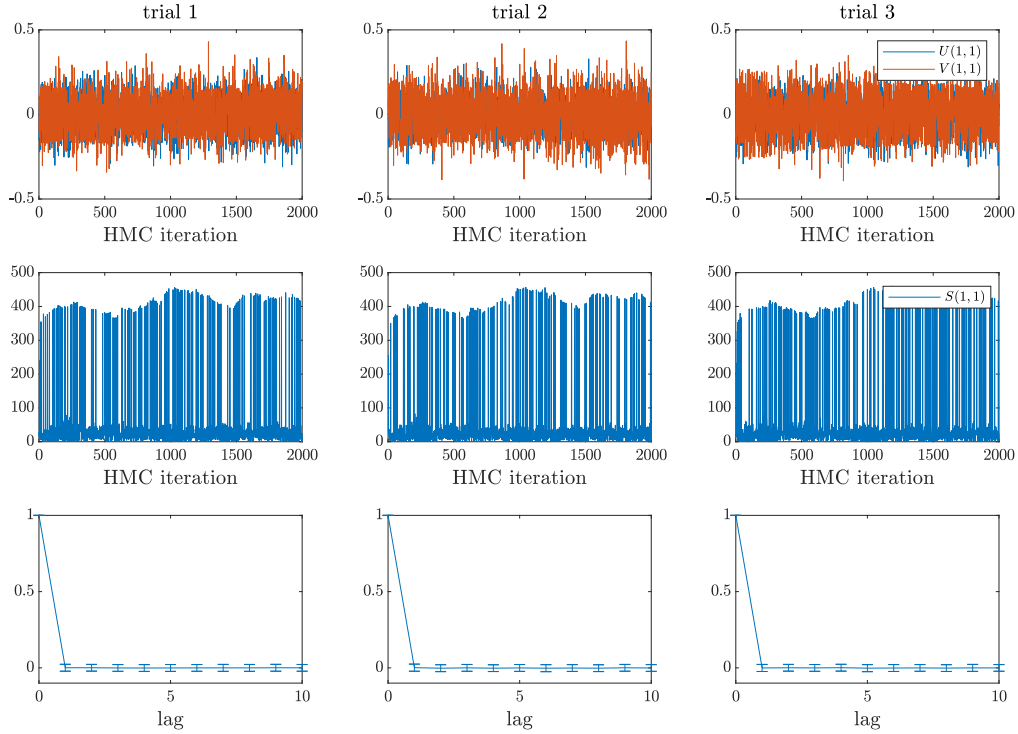 trial 1 trial 2 trial 3
0.5 0.5 0.5
U(1, 1)
V(1, 1)
0 0 0
-0.5 -0.5 -0.5
0 500 1000 1500 2000 0 500 1000 1500 2000 0 500 1000 1500 2000
HMC iteration HMC iteration HMC iteration
500 500 500
S(1, 1)
400 400 400
300 300 300
200 200 200
100 100 100
0 0 0
0 500 1000 1500 2000 0 500 1000 1500 2000 0 500 1000 1500 2000
HMC iteration HMC iteration HMC iteration
1 1 1
0.5 0.5 0.5
0 0 0
0 5 10 0 5 10 0 5 10
lag lag lag